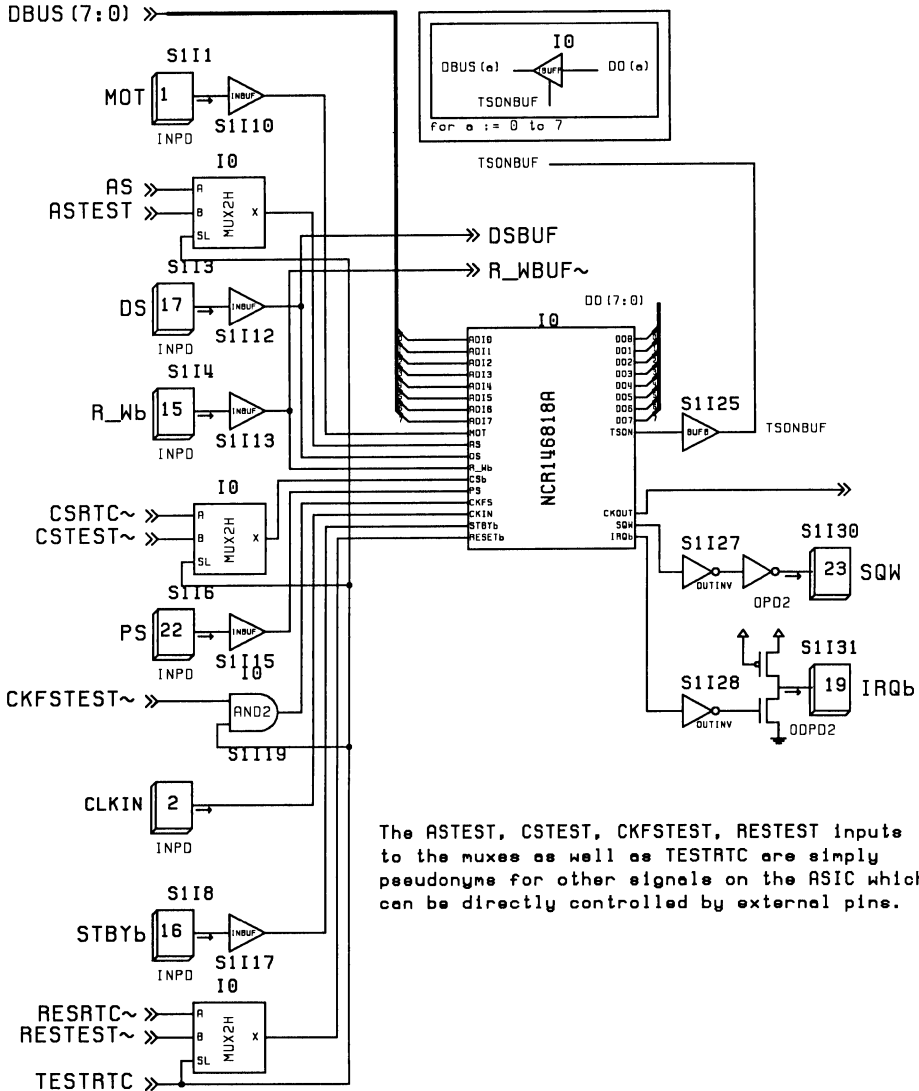 DBUS(7:0)
S1I1
MOT 1
INPD
INBUF
S1I10
I0
DBUS(a) IBUF8 DO(a)
TSONBUF
for a := 0 to 7
TSONBUF
I0
AS A
ASTEST B X
SL
MUX2H
S1I3
DS 17
INPD
INBUF
S1I12
DSBUF
R_WBUF~
S1I4
R_Wb 15
INPD
INBUF
S1I13
I0
CSRTC~ A
CSTEST~ B X
SL
MUX2H
S1I6
PS 22
INPD
INBUF
S1I15
I0
CKFSTEST~
AND2
S1I19
CLKIN 2
INPD
S1I8
STBYb 16
INPD
INBUF
S1I17
I0
RESRTC~ A
RESTEST~ B X
SL
MUX2H
TESTRTC
I0
DO(7:0)
NCR146818A
ADI0
ADI1
ADI2
ADI3
ADI4
ADI5
ADI6
ADI7
MOT
AS
DS
R_Wb
CSb
PS
CKFS
CKIN
STBYb
RESETb
DO0
DO1
DO2
DO3
DO4
DO5
DO6
DO7
TSON
CKOUT
SQW
IRQb
S1I25
BUF8
TSONBUF
S1I27
OUTINV
OPD2
S1I30
23 SQW
S1I28
OUTINV
ODPD2
S1I31
19 IRQb
The ASTEST, CSTEST, CKFSTEST, RESTEST inputs
to the muxes as well as TESTRTC are simply
pseudonyms for other signals on the ASIC which
can be directly controlled by external pins.